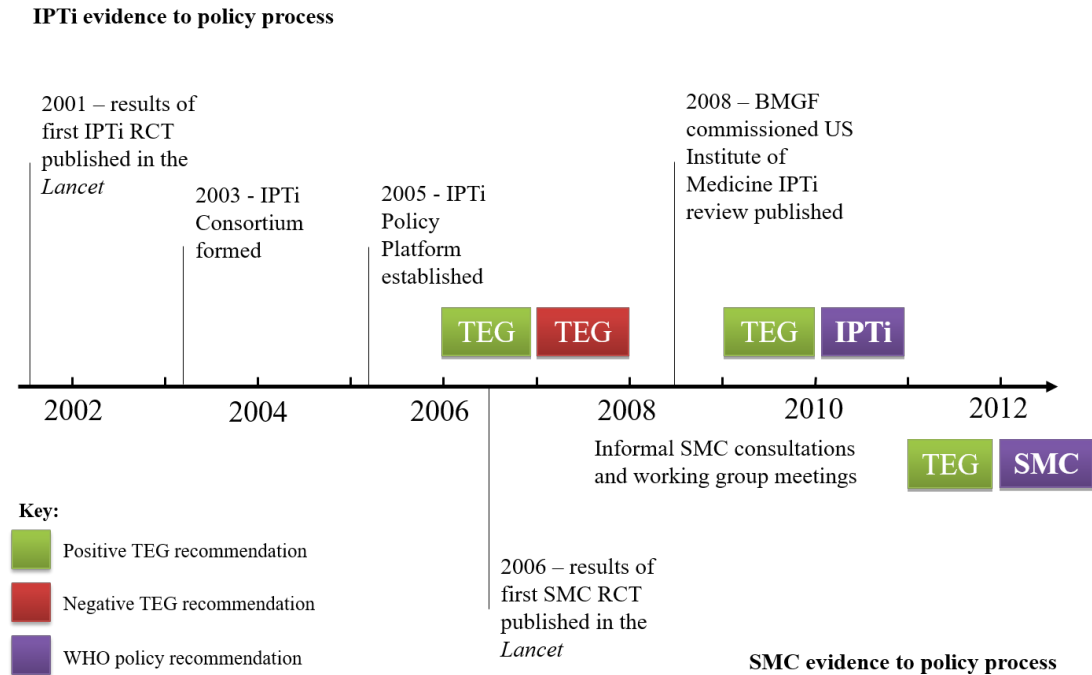 IPTi evidence to policy process
2001 – results of
first IPTi RCT
published in the
Lancet
2003 - IPTi
Consortium
formed
2005 - IPTi
Policy
Platform
established
2008 – BMGF
commissioned US
Institute of
Medicine IPTi
review published
TEG TEG TEG IPTi
2002 2004 2006 2008 2010 2012
Informal SMC consultations
and working group meetings
TEG SMC
Key:
Positive TEG recommendation
Negative TEG recommendation
WHO policy recommendation
2006 – results of
first SMC RCT
published in the
Lancet
SMC evidence to policy process